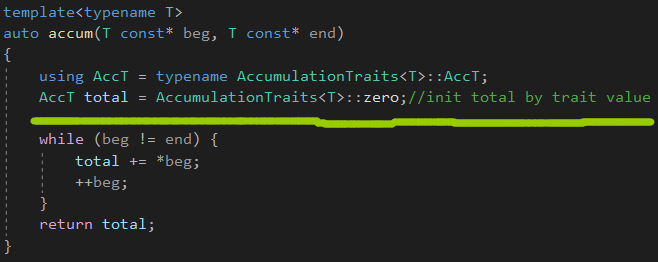 template<typename T>
auto accum(T const* beg, T const* end)
{
    using AccT = typename AccumulationTraits<T>::AccT;
    AccT total = AccumulationTraits<T>::zero;//init total by trait value
    while (beg != end) {
        total += *beg;
        ++beg;
    }
    return total;
}